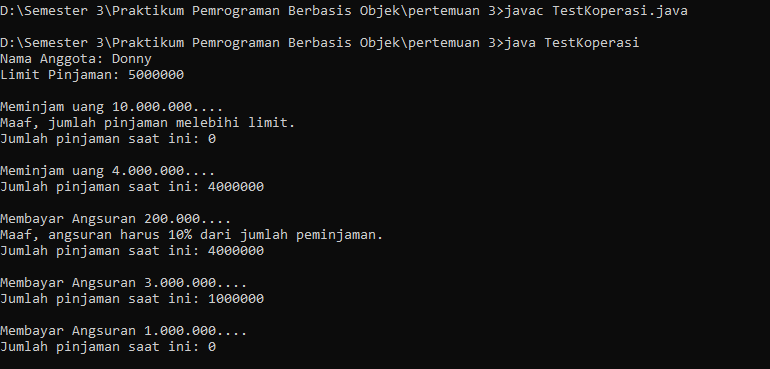 D:\Semester 3\Praktikum Pemrograman Berbasis Objek\pertemuan 3>javac TestKoperasi.java
D:\Semester 3\Praktikum Pemrograman Berbasis Objek\pertemuan 3>java TestKoperasi
Nama Anggota: Donny
Limit Pinjaman: 5000000
Meminjam uang 10.000.000....
Maaf, jumlah pinjaman melebihi limit.
Jumlah pinjaman saat ini: 0
Meminjam uang 4.000.000....
Jumlah pinjaman saat ini: 4000000
Membayar Angsuran 200.000....
Maaf, angsuran harus 10% dari jumlah peminjaman.
Jumlah pinjaman saat ini: 4000000
Membayar Angsuran 3.000.000....
Jumlah pinjaman saat ini: 1000000
Membayar Angsuran 1.000.000....
Jumlah pinjaman saat ini: 0